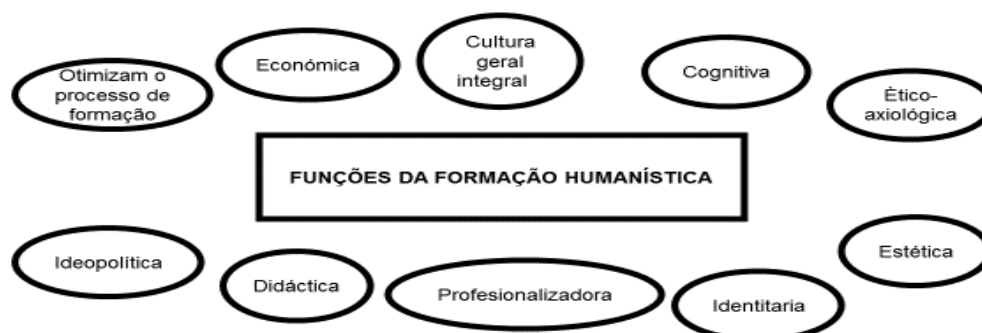 Otimizam o
processo de
formação
Económica
Cultura
geral
integral
Cognitiva
Ètico-
axiológica
FUNÇÕES DA FORMAÇÃO HUMANÍSTICA
Ideopolítica
Didáctica
Profesionalizadora
Identitaria
Estética